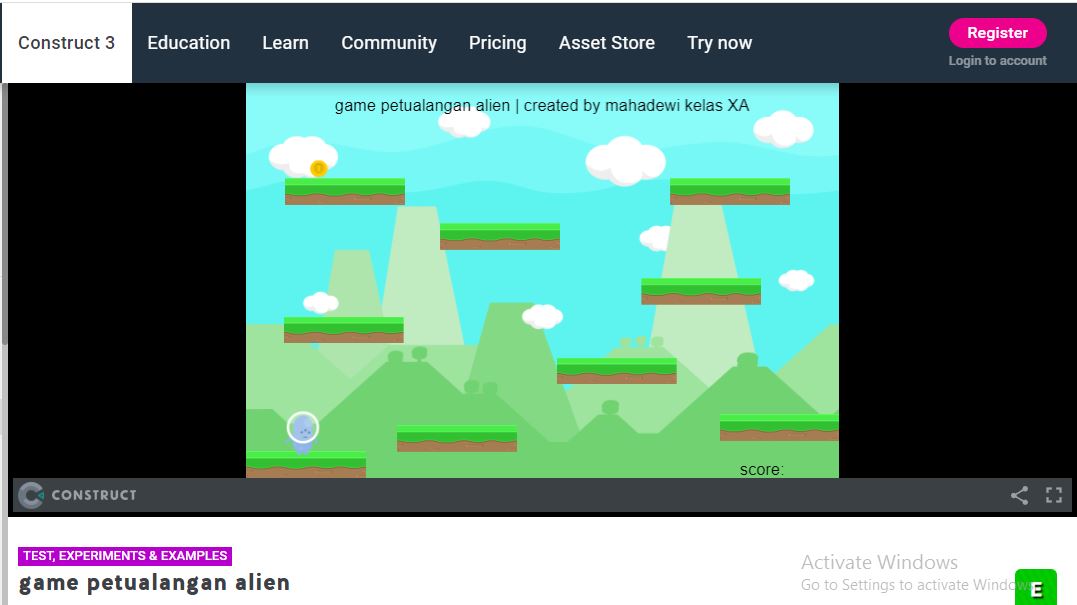 Construct 3 Education Learn Community Pricing Asset Store Try now
Register
Login to account
game petualangan alien | created by mahadewi kelas XA
score:
CONSTRUCT
TEST, EXPERIMENTS & EXAMPLES
game petualangan alien
Activate Windows
Go to Settings to activate Windows.
E